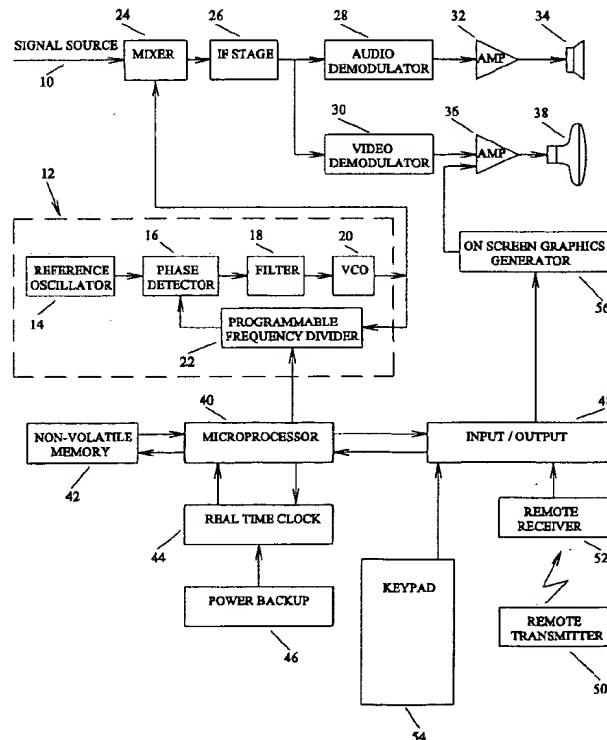 24
26
28
32
34
SIGNAL SOURCE
MIXER
IF STAGE
AUDIO
DEMODULATOR
AMP
10
30
36
38
VIDEO
DEMODULATOR
AMP
12
16
18
20
REFERENCE
OSCILLATOR
PHASE
DETECTOR
FILTER
VCO
ON SCREEN GRAPHICS
GENERATOR
14
PROGRAMMABLE
FREQUENCY DIVIDER
56
22
40
NON-VOLATILE
MEMORY
MICROPROCESSOR
INPUT / OUTPUT
42
REAL TIME CLOCK
44
REMOTE
RECEIVER
52
KEYPAD
POWER BACKUP
46
REMOTE
TRANSMITTER
50
54